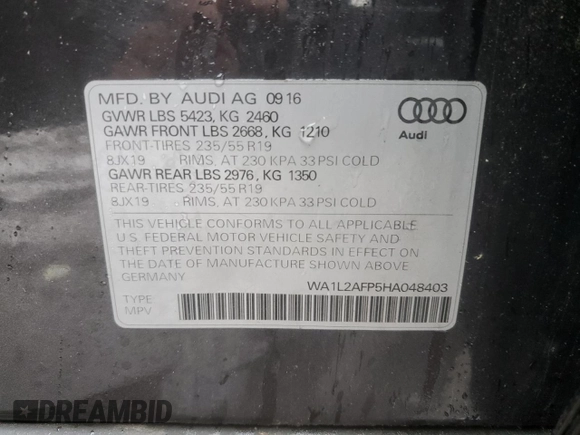 MFD. BY AUDI AG 09 16
GVWR LBS 5423, KG 2460
GAWR FRONT LBS 2668, KG 1210
FRONT-TIRES 235/55 R19
8JX19 RIMS, AT 230 KPA 33 PSI COLD
GAWR REAR LBS 2976, KG 1350
REAR-TIRES 235/55 R19
8JX19 RIMS, AT 230 KPA 33 PSI COLD
Audi
THIS VEHICLE CONFORMS TO ALL APPLICABLE
U.S. FEDERAL MOTOR VEHICLE SAFETY AND
THEFT PREVENTION STANDARDS IN EFFECT ON
THE DATE OF MANUFACTURE SHOWN ABOVE.
GERMANY
WA1L2AFP5HA048403
TYPE:
MPV
DREAMBID